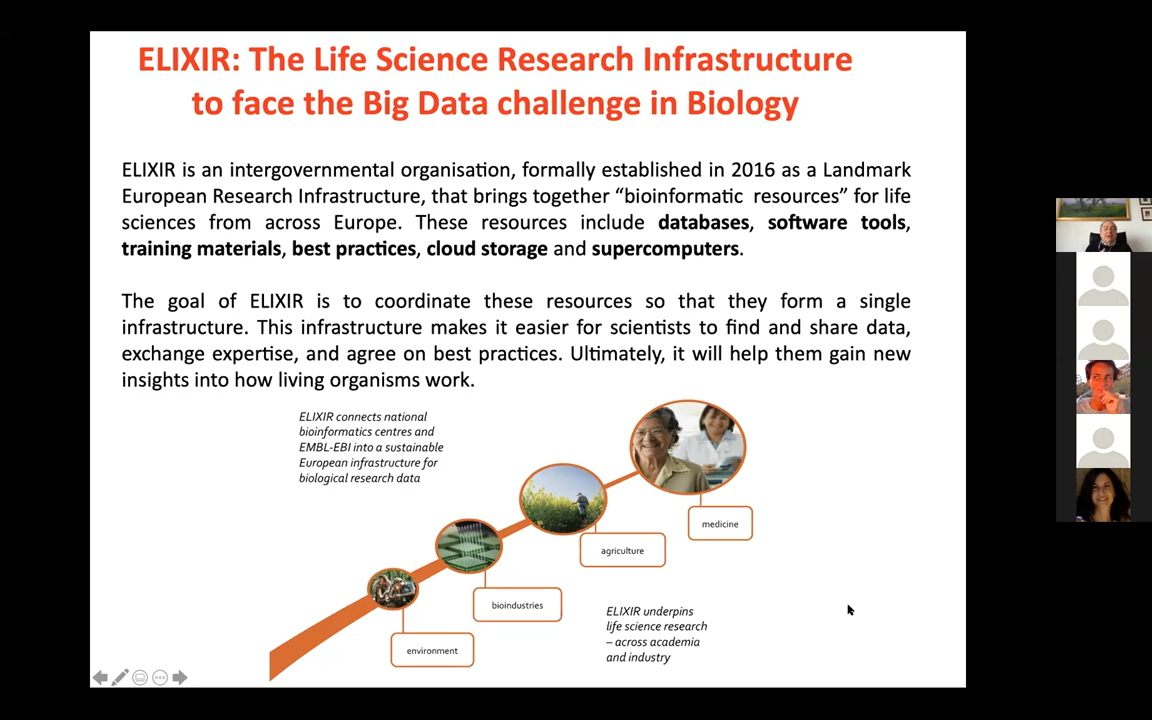 ELIXIR: The Life Science Research Infrastructure
to face the Big Data challenge in Biology
ELIXIR is an intergovernmental organisation, formally established in 2016 as a Landmark
European Research Infrastructure, that brings together “bioinformatic resources” for life
sciences from across Europe. These resources include databases, software tools,
training materials, best practices, cloud storage and supercomputers.
The goal of ELIXIR is to coordinate these resources so that they form a single
infrastructure. This infrastructure makes it easier for scientists to find and share data,
exchange expertise, and agree on best practices. Ultimately, it will help them gain new
insights into how living organisms work.
ELIXIR connects national
bioinformatics centres and
EMBL-EBI into a sustainable
European infrastructure for
biological research data
medicine
agriculture
bioindustries
environment
ELIXIR underpins
life science research
– across academia
and industry